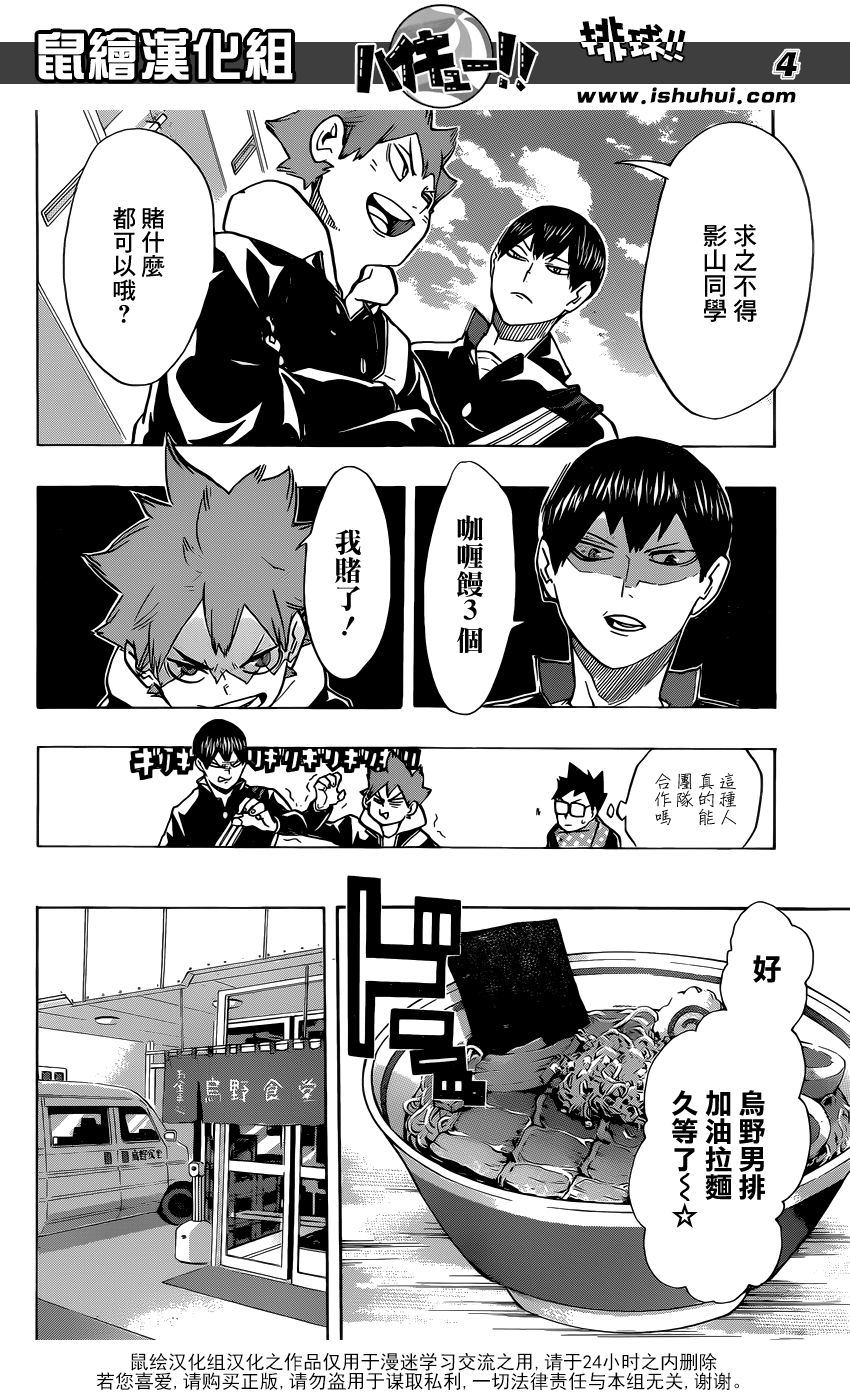 鼠繪漢化組
ハイキュー!!
排球!!
4
www.ishuhui.com
求之不得
影山同學
賭什麼
都可以哦?
咖喱饅3個
我賭了!
這種人
真的能
團隊
合作嗎
好
烏野男排
加油拉麵
久等了～☆
烏野食堂
鼠绘汉化组汉化之作品仅用于漫迷学习交流之用,请于24小时之内删除
若您喜爱,请购买正版,请勿盗用于谋取私利,一切法律责任与本组无关,谢谢。